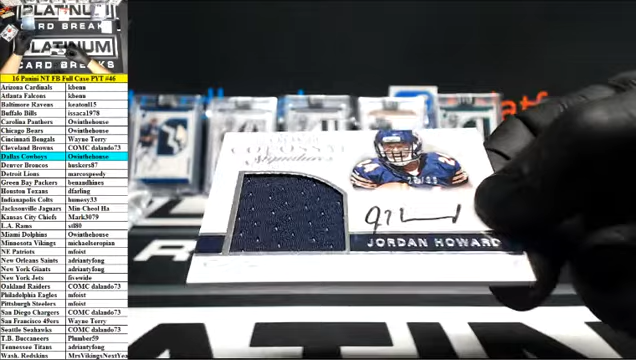 PLATINUM
CARD BREAKS
PLATINUM
CARD BREAKS
16 Panini NT FB Full Case PYT #46
Arizona Cardinals kbenn
Atlanta Falcons kbenn
Baltimore Ravens keaton115
Buffalo Bills issaca1978
Carolina Panthers Owinthehouse
Chicago Bears Owinthehouse
Cincinnati Bengals Wayne Terry
Cleveland Browns COMC dalando73
Dallas Cowboys Owinthehouse
Denver Broncos huskers87
Detroit Lions marcospeedy
Green Bay Packers benandhines
Houston Texans dfarling
Indianapolis Colts
Jacksonville Jaguars Min-Cheol Ha
Kansas City Chiefs Mark3079
L.A. Rams stl80
Miami Dolphins Owinthehouse
Minnesota Vikings michaelseropian
NE Patriots mfoist
New Orleans Saints adriantyfong
New York Giants adriantyfong
New York Jets fivewide
Oakland Raiders COMC dalando73
Philadelphia Eagles mfoist
Pittsburgh Steelers mfoist
San Diego Chargers COMC dalando73
San Francisco 49ers Wayne Terry
Seattle Seahawks COMC dalando73
T.B. Buccaneers Plumber59
Tennessee Titans adriantyfong
Wash. Redskins MrsVikingsNextYea
COLOSSAL
Signatures
JORDAN HOWARD